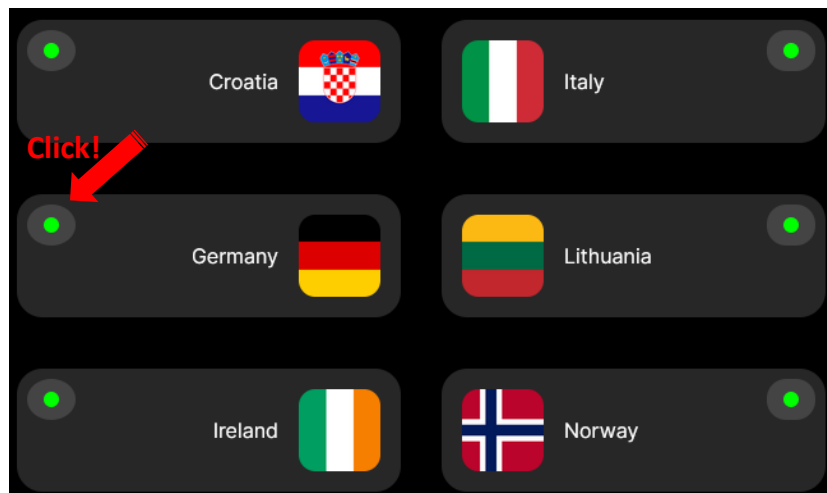 Croatia
Italy
Click!
Germany
Lithuania
Ireland
Norway